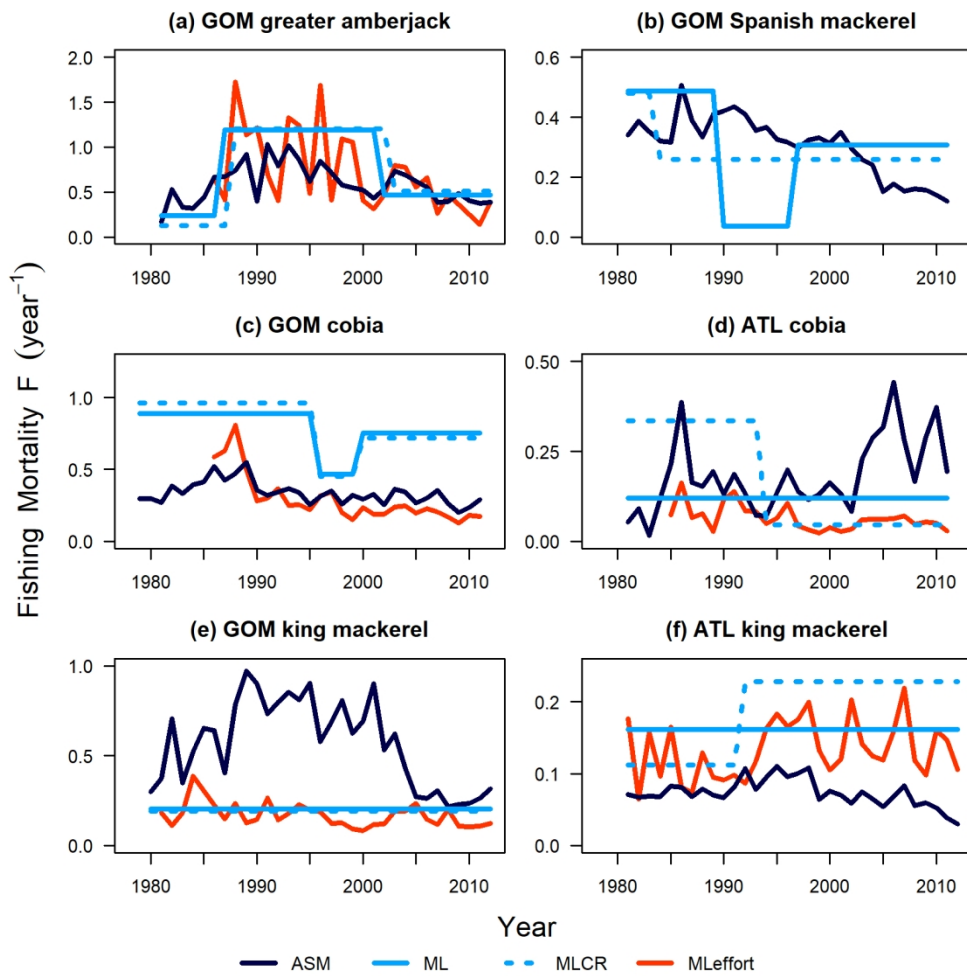 (a) GOM greater amberjack
(b) GOM Spanish mackerel
2.0
1.5
1.0
0.5
0.0
1980 1990 2000 2010
0.6
0.4
0.2
0.0
1980 1990 2000 2010
(c) GOM cobia
(d) ATL cobia
1.0
0.5
0.0
1980 1990 2000 2010
0.50
0.25
0.00
1980 1990 2000 2010
(e) GOM king mackerel
(f) ATL king mackerel
1.0
0.5
0.0
1980 1990 2000 2010
0.2
0.1
0.0
1980 1990 2000 2010
Fishing Mortality F (year⁻¹)
Year
ASM ML MLCR MLeffort